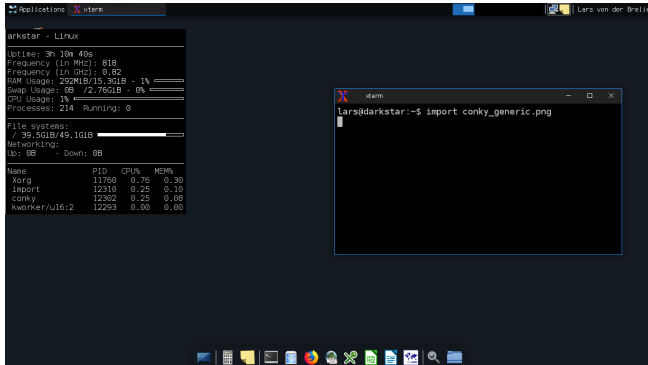 Applications xterm Lars von der Breli
arkstar - Linux
Uptime: 3h 10m 40s
Frequency (in MHz): 818
Frequency (in GHz): 0.82
RAM Usage: 292MiB/15.3GiB - 1%
Swap Usage: 0B /2.76GiB - 0%
CPU Usage: 1%
Processes: 214 Running: 0
File systems:
/ 39.5GiB/49.1GiB
Networking:
Up: 0B - Down: 0B
Name PID CPU% MEM%
Xorg 11760 0.76 0.30
import 12310 0.25 0.10
conky 12302 0.25 0.08
kworker/u16:2 12293 0.00 0.00
xterm
lars@darkstar:~$ import conky_generic.png